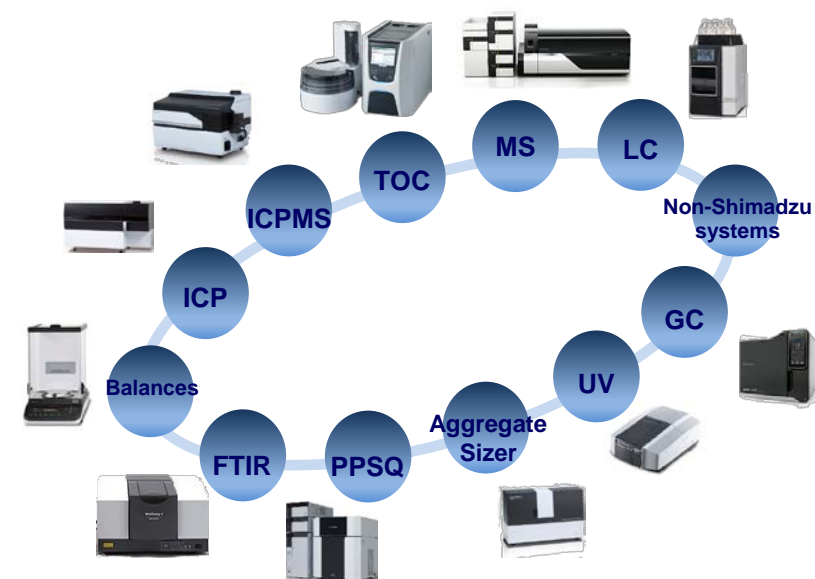 MS
LC
TOC
Non-Shimadzu
systems
ICPMS
ICP
GC
UV
Balances
Aggregate
Sizer
FTIR
PPSQ